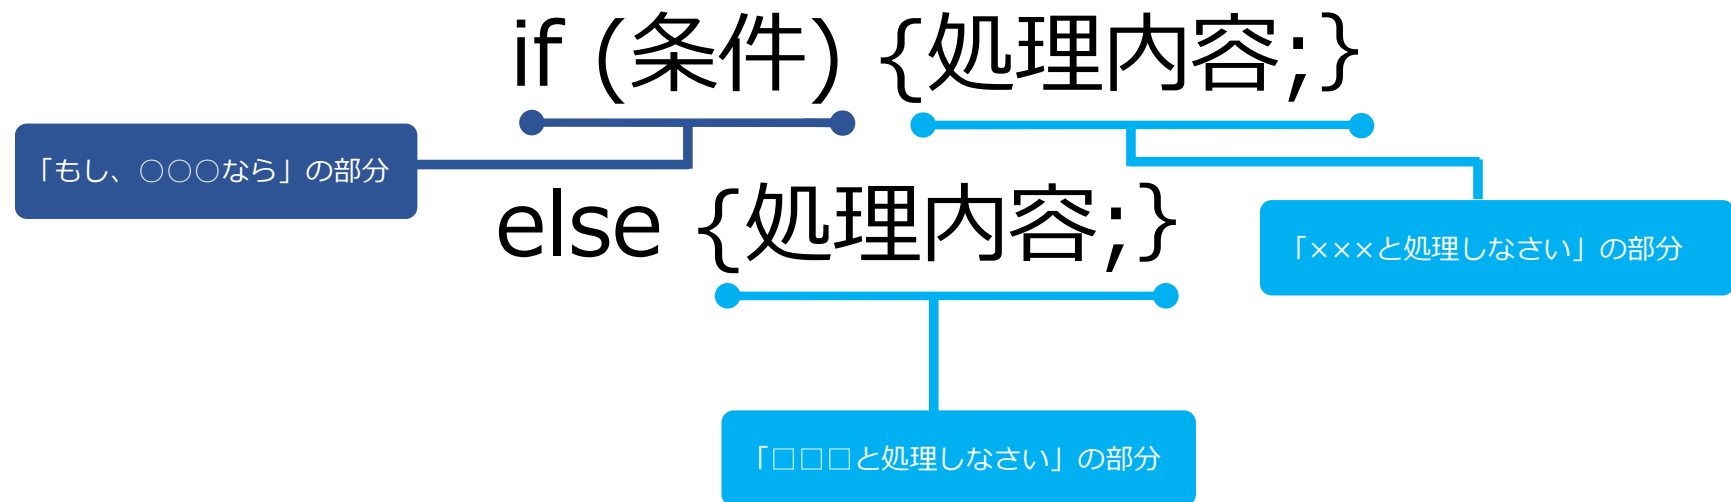 if (条件) {処理内容;}
「もし、○○○なら」の部分
else {処理内容;}
「×××と処理しなさい」の部分
「□□□と処理しなさい」の部分